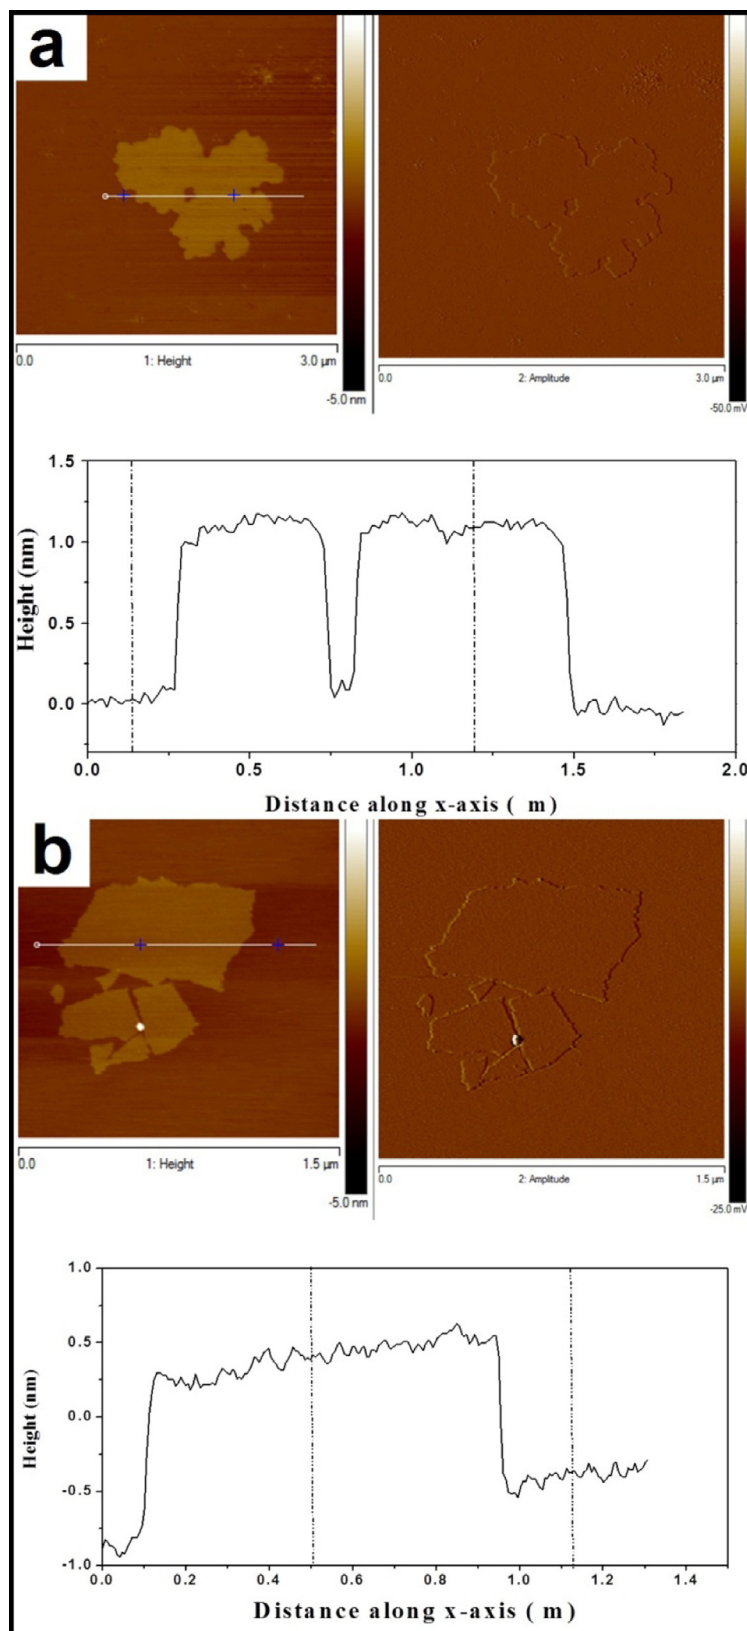 a
0.0 1: Height 3.0 µm
-5.0 nm
0.0 2: Amplitude 3.0 µm
-50.0 mV
1.5
1.0
0.5
0.0
Height (nm)
0.0 0.5 1.0 1.5 2.0
Distance along x-axis ( m)
b
0.0 1: Height 1.5 µm
-5.0 nm
0.0 2: Amplitude 1.5 µm
-25.0 mV
1.0
0.5
0.0
-0.5
-1.0
Height (nm)
0.0 0.2 0.4 0.6 0.8 1.0 1.2 1.4
Distance along x-axis ( m)